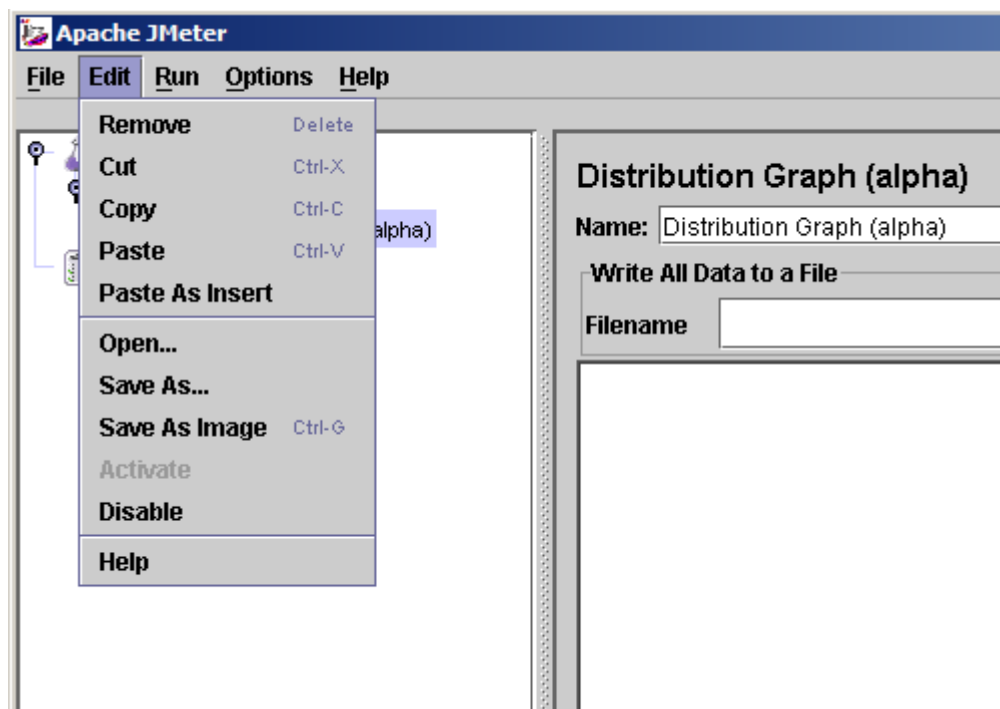 Apache JMeter
File Edit Run Options Help
Remove Delete
Cut Ctrl-X
Copy Ctrl-C
Paste Ctrl-V
Paste As Insert
Open...
Save As...
Save As Image Ctrl-G
Activate
Disable
Help
alpha)
Distribution Graph (alpha)
Name: Distribution Graph (alpha)
Write All Data to a File
Filename